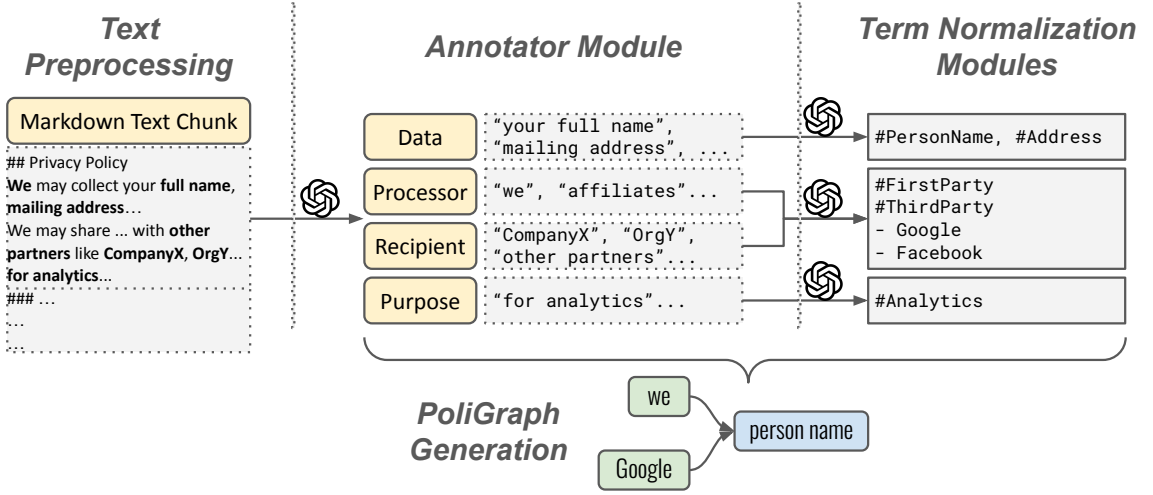 Text
Preprocessing
Markdown Text Chunk
## Privacy Policy
We may collect your full name,
mailing address…
We may share ... with other
partners like CompanyX, OrgY...
for analytics...
### …
…
…
Annotator Module
Data
“your full name”,
“mailing address”, ...
Processor
“we”, “affiliates”...
Recipient
“CompanyX”, “OrgY”,
“other partners”...
Purpose
“for analytics”...
Term Normalization
Modules
#PersonName, #Address
#FirstParty
#ThirdParty
- Google
- Facebook
#Analytics
PoliGraph
Generation
we
Google
person name